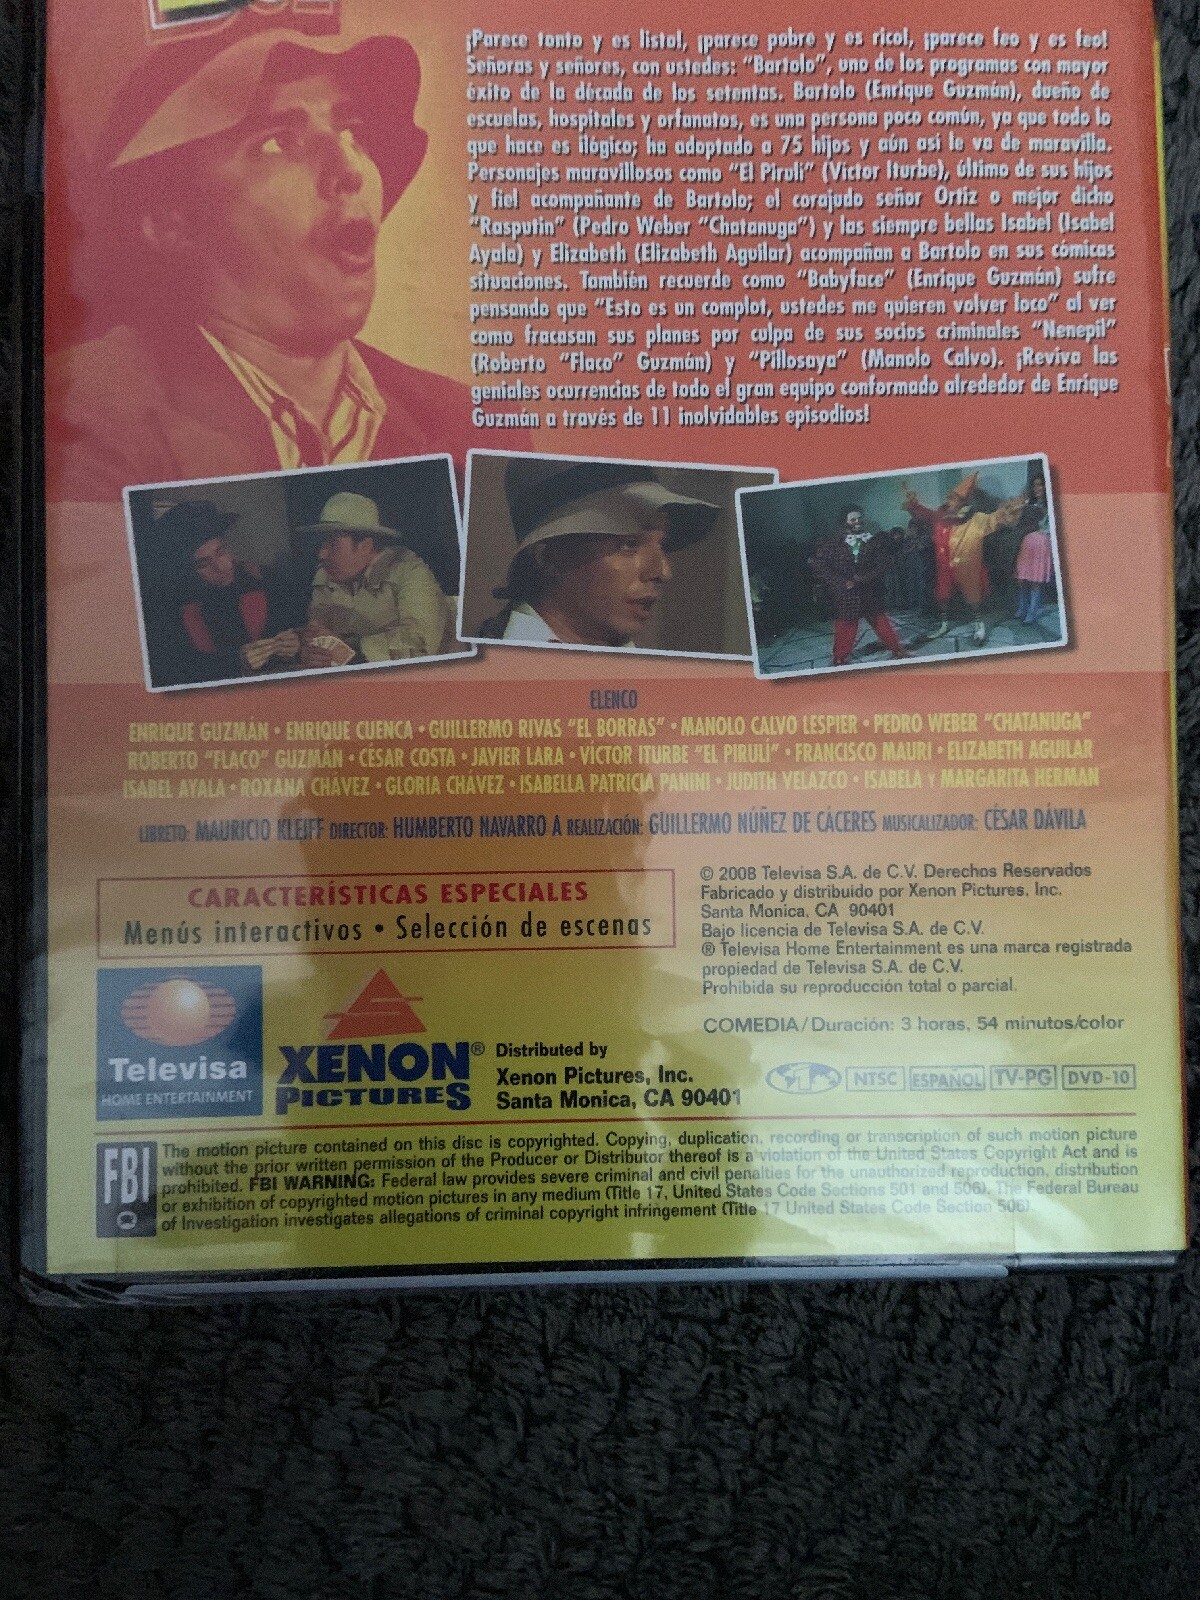 ¡Parece tonto y es listo!, ¡parece pobre y es rico!, ¡parece feo y es feo!
Señoras y señores, con ustedes: "Bartolo", uno de los programas con mayor
éxito de la década de los setentas. Bartolo (Enrique Guzmán), dueño de
escuelas, hospitales y orfanatos, es una persona poco común, ya que todo lo
que hace es ilógico; ha adoptado a 75 hijos y aún así le va de maravilla.
Personajes maravillosos como "El Pirulí" (Víctor Iturbe), último de sus hijos
y fiel acompañante de Bartolo; el corajudo señor Ortiz o mejor dicho
"Rasputin" (Pedro Weber "Chatanuga") y las siempre bellas Isabel (Isabel
Ayala) y Elizabeth (Elizabeth Aguilar) acompañan a Bartolo en sus cómicas
situaciones. También recuerde como "Babyface" (Enrique Guzmán) sufre
pensando que "Esto es un complot, ustedes me quieren volver loco" al ver
como fracasan sus planes por culpa de sus socios criminales "Nenepil"
(Roberto "Flaco" Guzmán) y "Pillosaya" (Manolo Calvo). ¡Reviva las
geniales ocurrencias de todo el gran equipo conformado alrededor de Enrique
Guzmán a través de 11 inolvidables episodios!
ELENCO
ENRIQUE GUZMÁN • ENRIQUE CUENCA • GUILLERMO RIVAS "EL BORRAS" • MANOLO CALVO LESPIER • PEDRO WEBER "CHATANUGA"
ROBERTO "FLACO" GUZMÁN • CÉSAR COSTA • JAVIER LARA • VÍCTOR ITURBE "EL PIRULÍ" • FRANCISCO MAURI • ELIZABETH AGUILAR
ISABEL AYALA • ROXANA CHÁVEZ • GLORIA CHÁVEZ • ISABELLA PATRICIA PANINI • JUDITH VELAZCO • ISABELA Y MARGARITA HERMAN
LIBRETO: MAURICIO KLEIFF DIRECTOR: HUMBERTO NAVARRO A REALIZACIÓN: GUILLERMO NÚÑEZ DE CÁCERES MUSICALIZADOR: CÉSAR DÁVILA
CARACTERÍSTICAS ESPECIALES
Menús interactivos • Selección de escenas
© 2008 Televisa S.A. de C.V. Derechos Reservados
Fabricado y distribuido por Xenon Pictures, Inc.
Santa Monica, CA 90401
Bajo licencia de Televisa S.A. de C.V.
® Televisa Home Entertainment es una marca registrada
propiedad de Televisa S.A. de C.V.
Prohibida su reproducción total o parcial.
COMEDIA/Duración: 3 horas, 54 minutos/color
Televisa
HOME ENTERTAINMENT
XENON®
PICTURES
Distributed by
Xenon Pictures, Inc.
Santa Monica, CA 90401
NTSC ESPAÑOL TV-PG DVD-10
FBI
The motion picture contained on this disc is copyrighted. Copying, duplication, recording or transcription of such motion picture
without the prior written permission of the Producer or Distributor thereof is a violation of the United States Copyright Act and is
prohibited. FBI WARNING: Federal law provides severe criminal and civil penalties for the unauthorized reproduction, distribution
or exhibition of copyrighted motion pictures in any medium (Title 17, United States Code Sections 501 and 506). The Federal Bureau
of Investigation investigates allegations of criminal copyright infringement (Title 17 United States Code Section 506).